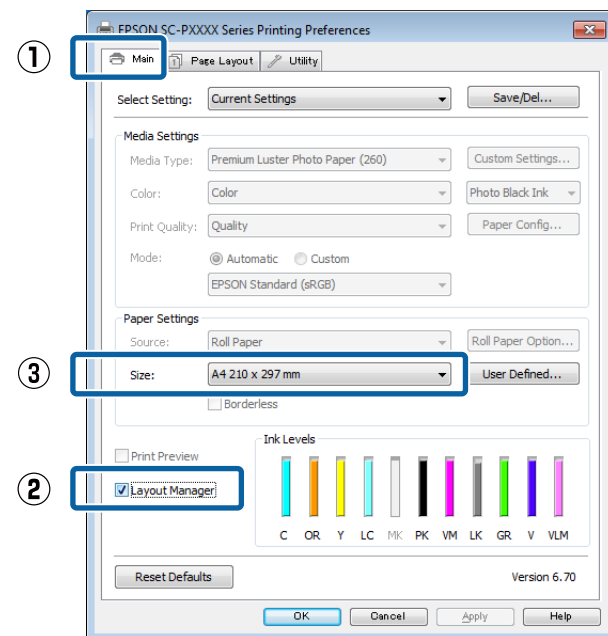 EPSON SC-PXXXX Series Printing Preferences
① Main Page Layout Utility
Select Setting: Current Settings Save/Del...
Media Settings
Media Type: Premium Luster Photo Paper (260) Custom Settings...
Color: Color Photo Black Ink
Print Quality: Quality Paper Config...
Mode: Automatic Custom
EPSON Standard (sRGB)
Paper Settings
Source: Roll Paper Roll Paper Option...
③ Size: A4 210 x 297 mm User Defined...
Borderless
Ink Levels
Print Preview
② Layout Manager
C OR Y LC MK PK VM LK GR V VLM
Reset Defaults Version 6.70
OK Cancel Apply Help